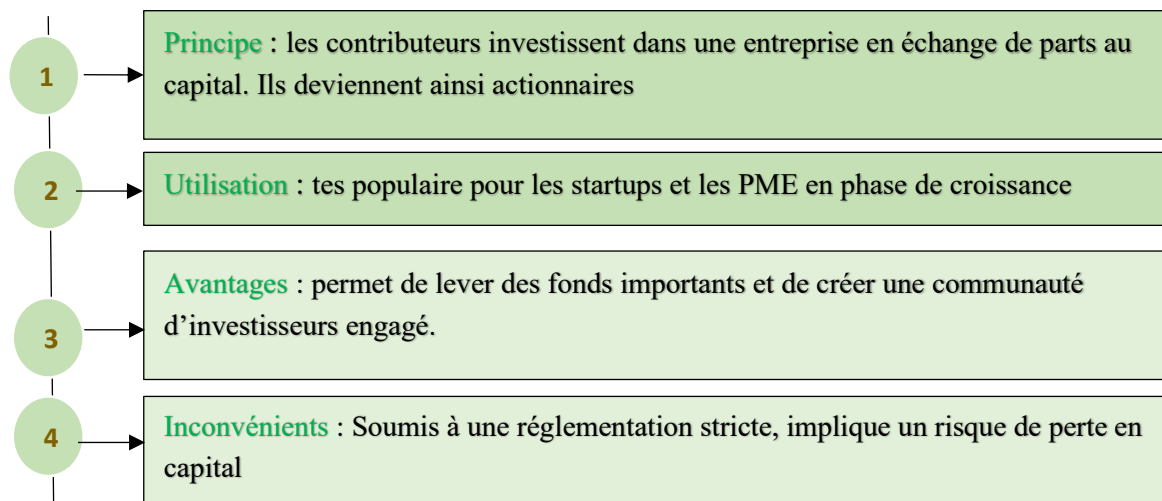 1
Principe : les contributeurs investissent dans une entreprise en échange de parts au
capital. Ils deviennent ainsi actionnaires
2
Utilisation : tes populaire pour les startups et les PME en phase de croissance
3
Avantages : permet de lever des fonds importants et de créer une communauté
d’investisseurs engagé.
4
Inconvénients : Soumis à une réglementation stricte, implique un risque de perte en
capital